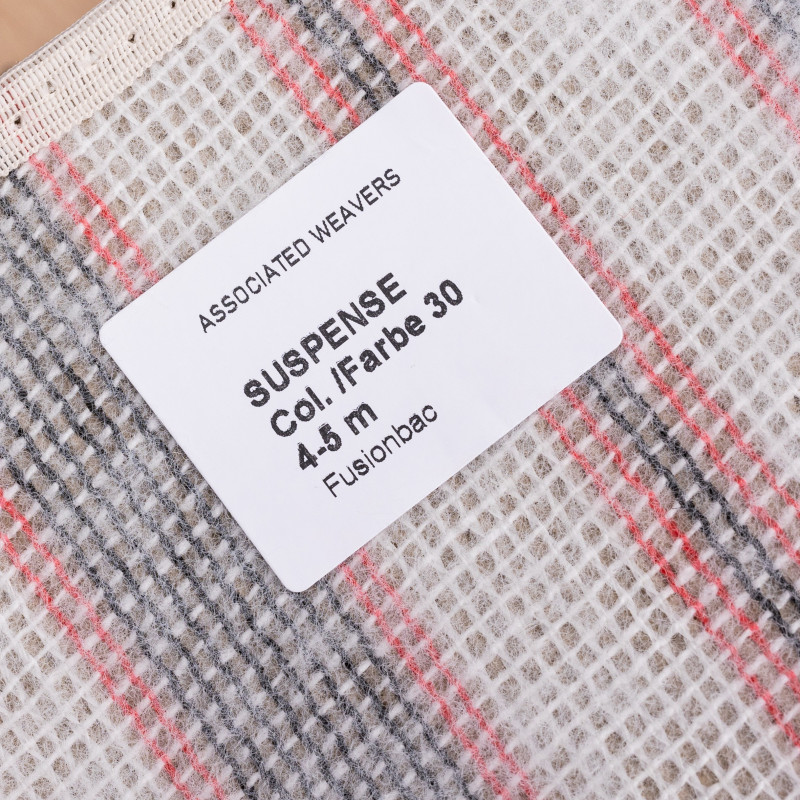 ASSOCIATED WEAVERS
SUSPENSE
Col. /Farbe 30
4-5 m
Fusionbac